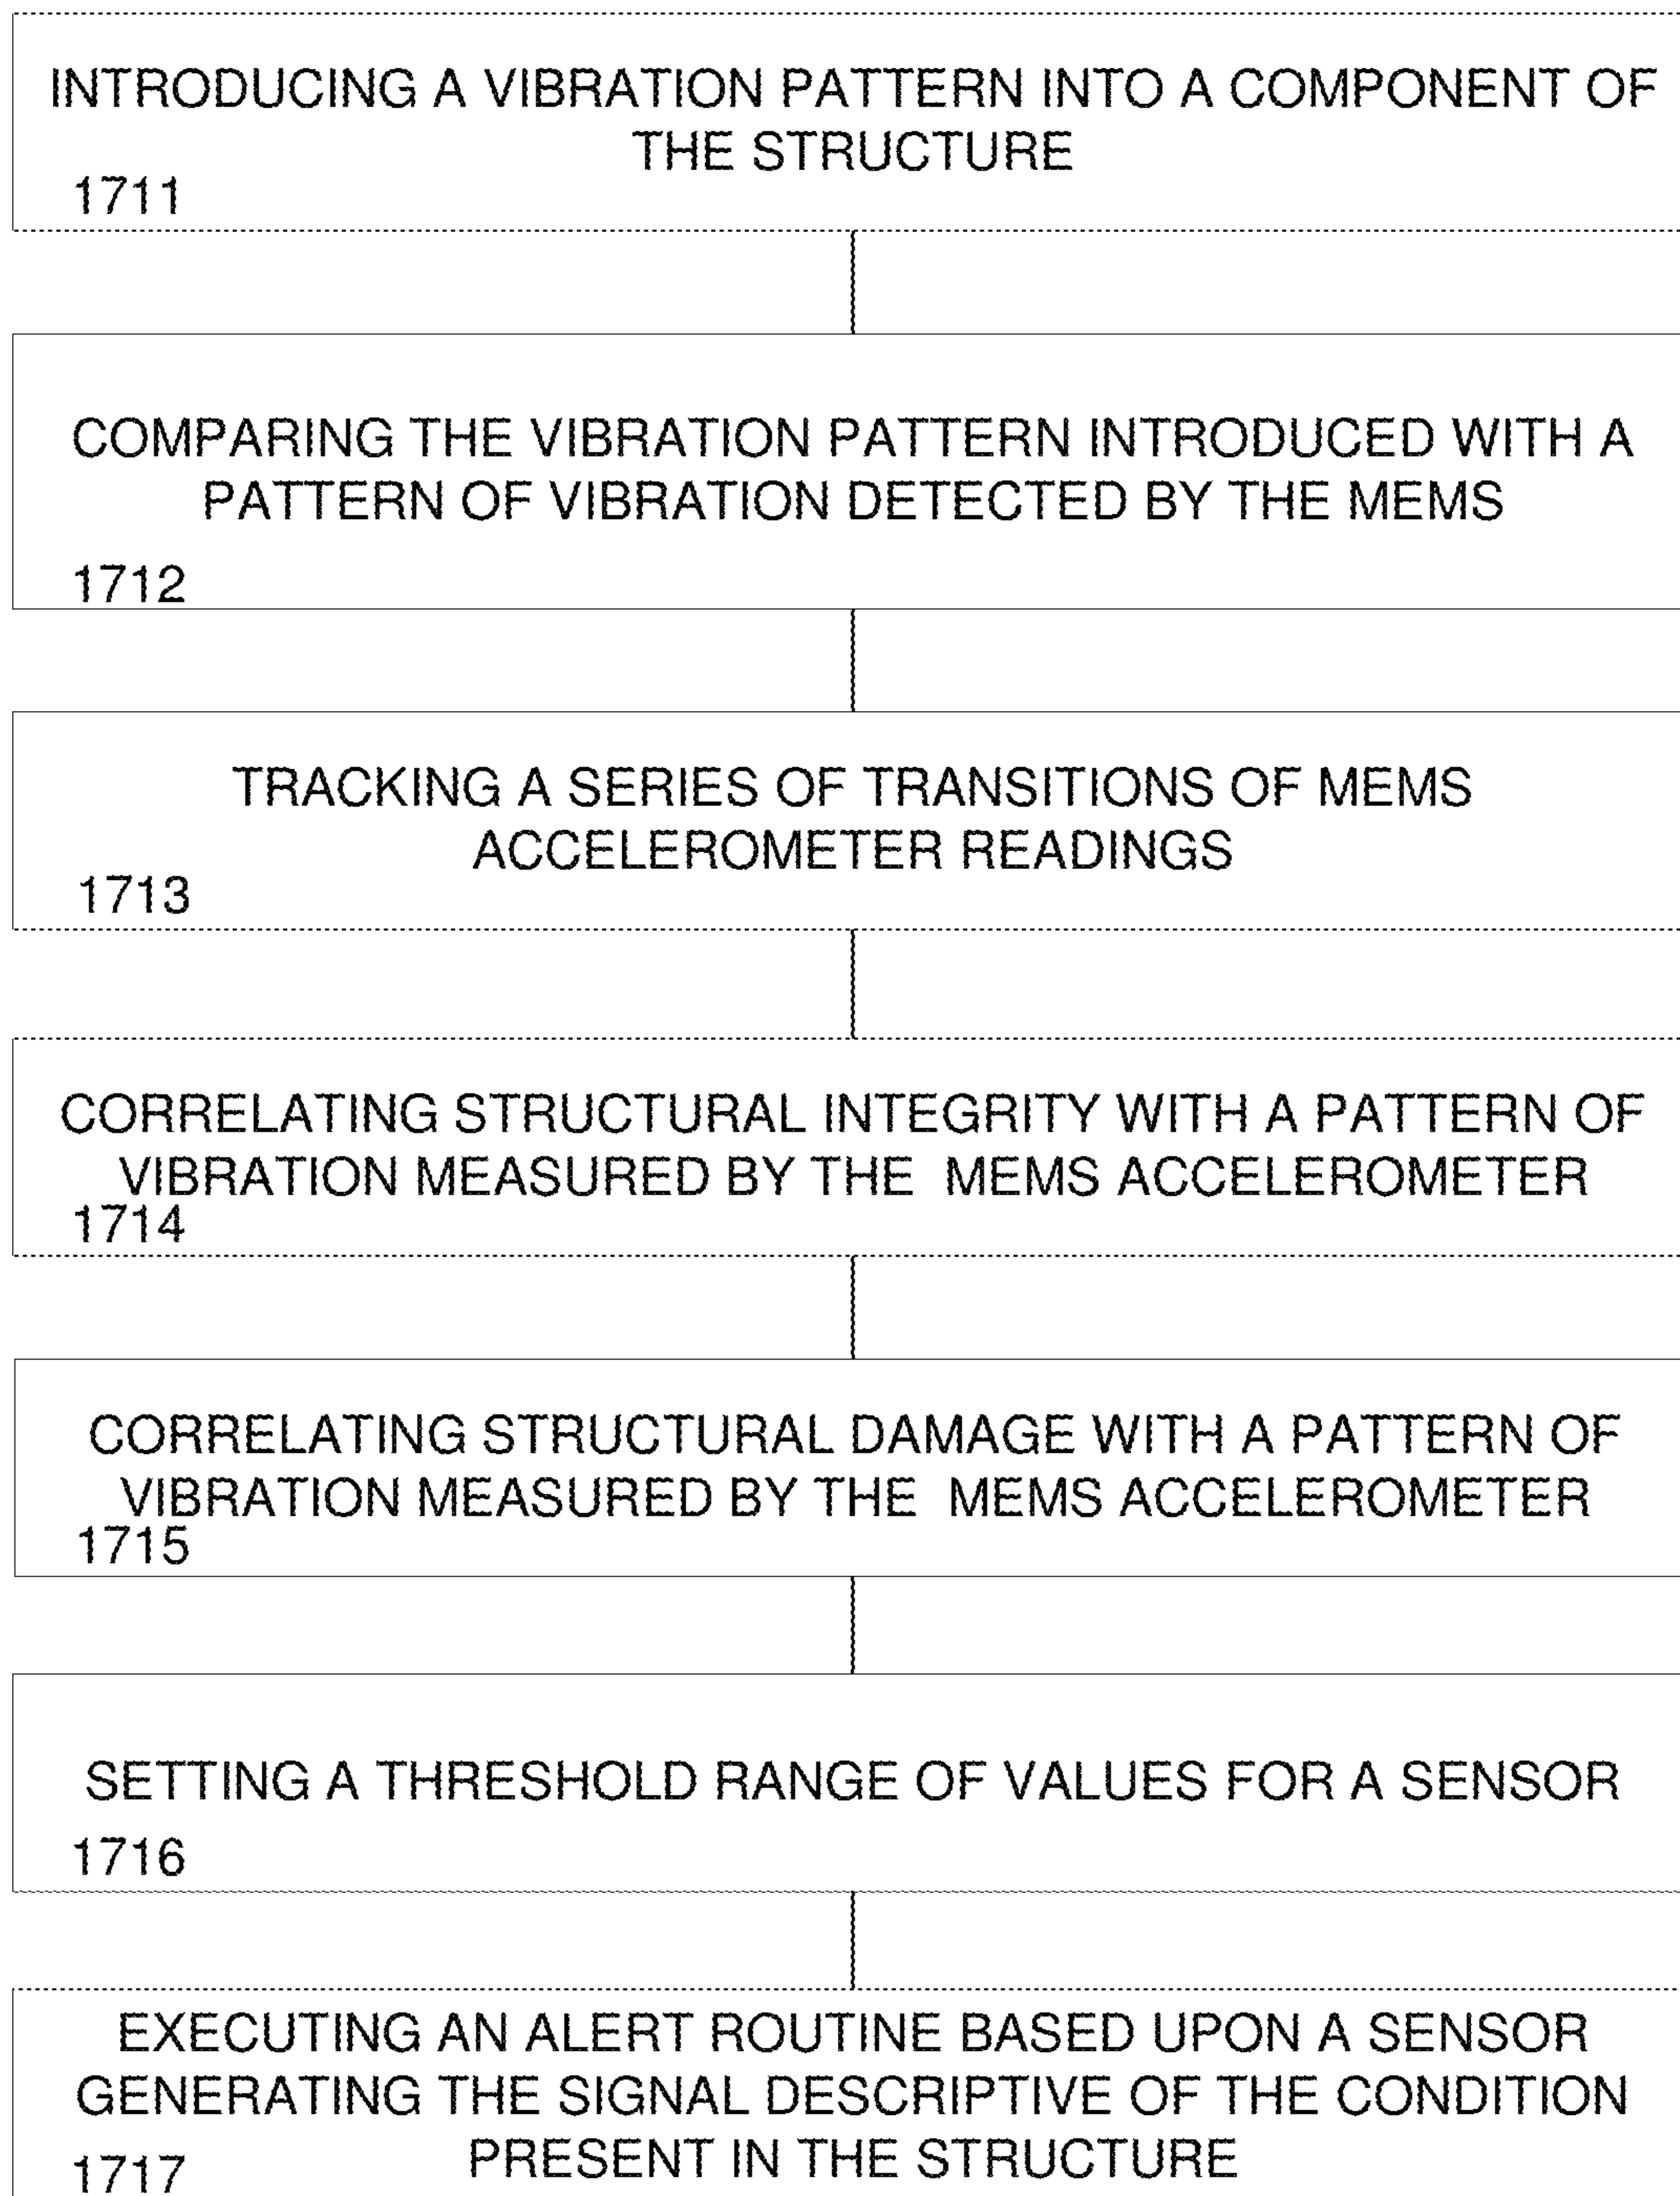 INTRODUCING A VIBRATION PATTERN INTO A COMPONENT OF
THE STRUCTURE
1711
COMPARING THE VIBRATION PATTERN INTRODUCED WITH A
PATTERN OF VIBRATION DETECTED BY THE MEMS
1712
TRACKING A SERIES OF TRANSITIONS OF MEMS
ACCELEROMETER READINGS
1713
CORRELATING STRUCTURAL INTEGRITY WITH A PATTERN OF
VIBRATION MEASURED BY THE  MEMS ACCELEROMETER
1714
CORRELATING STRUCTURAL DAMAGE WITH A PATTERN OF
VIBRATION MEASURED BY THE  MEMS ACCELEROMETER
1715
SETTING A THRESHOLD RANGE OF VALUES FOR A SENSOR
1716
EXECUTING AN ALERT ROUTINE BASED UPON A SENSOR
GENERATING THE SIGNAL DESCRIPTIVE OF THE CONDITION
PRESENT IN THE STRUCTURE
1717